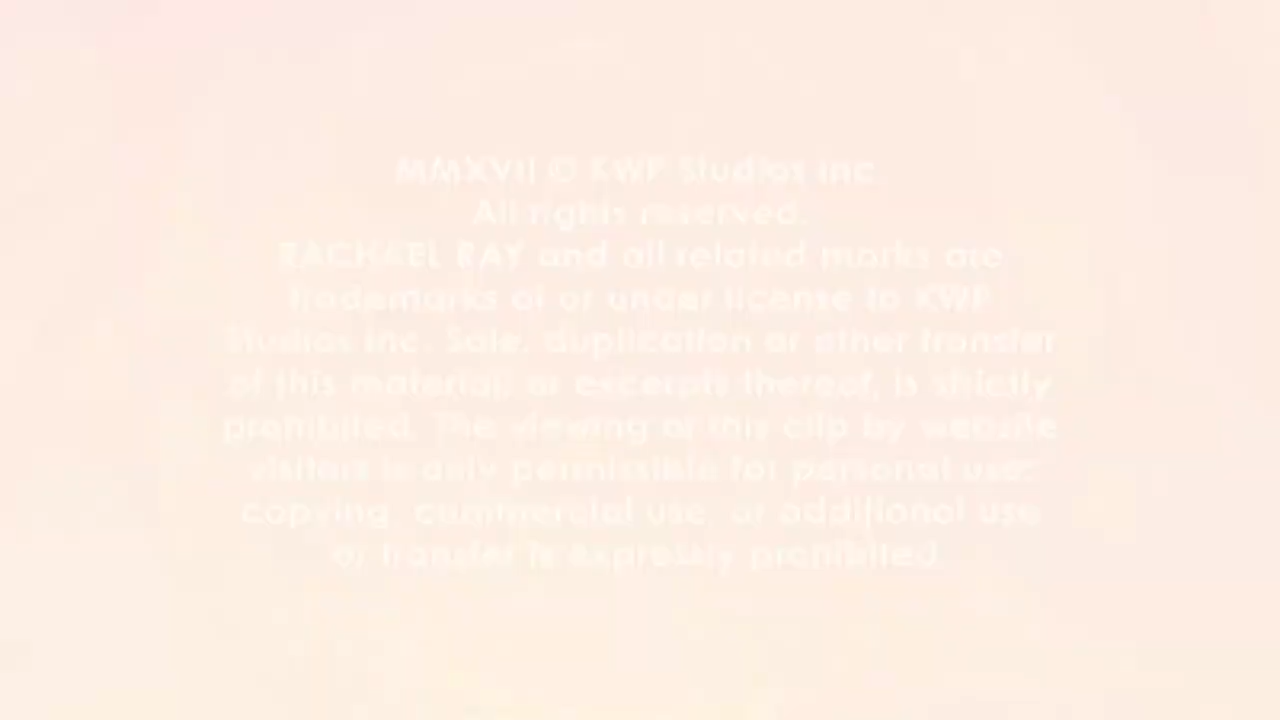 MMXVII © KWF Studios Inc.
All rights reserved.
RACHAEL RAY and all related marks are
trademarks of or under license to KWF
Studios Inc. Sale, duplication or other transfer
of this material, or excerpts thereof, is strictly
prohibited. The viewing of this clip by website
visitors is only permissible for personal use:
copying, commercial use, or additional use
or transfer is expressly prohibited.